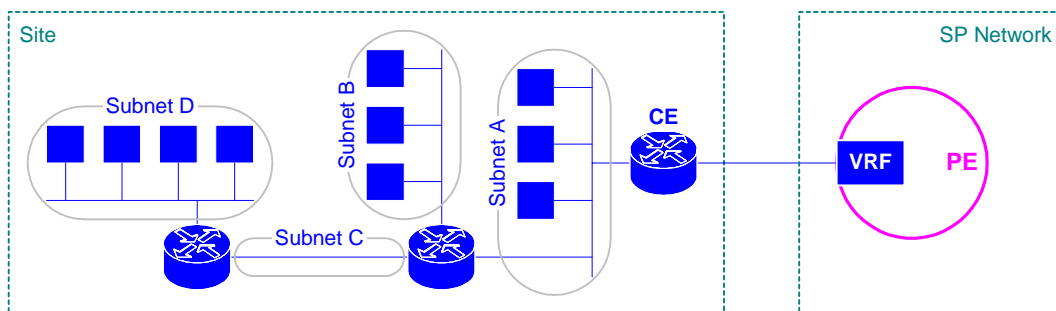 Site
SP Network
Subnet D
Subnet B
Subnet A
CE
VRF
PE
Subnet C